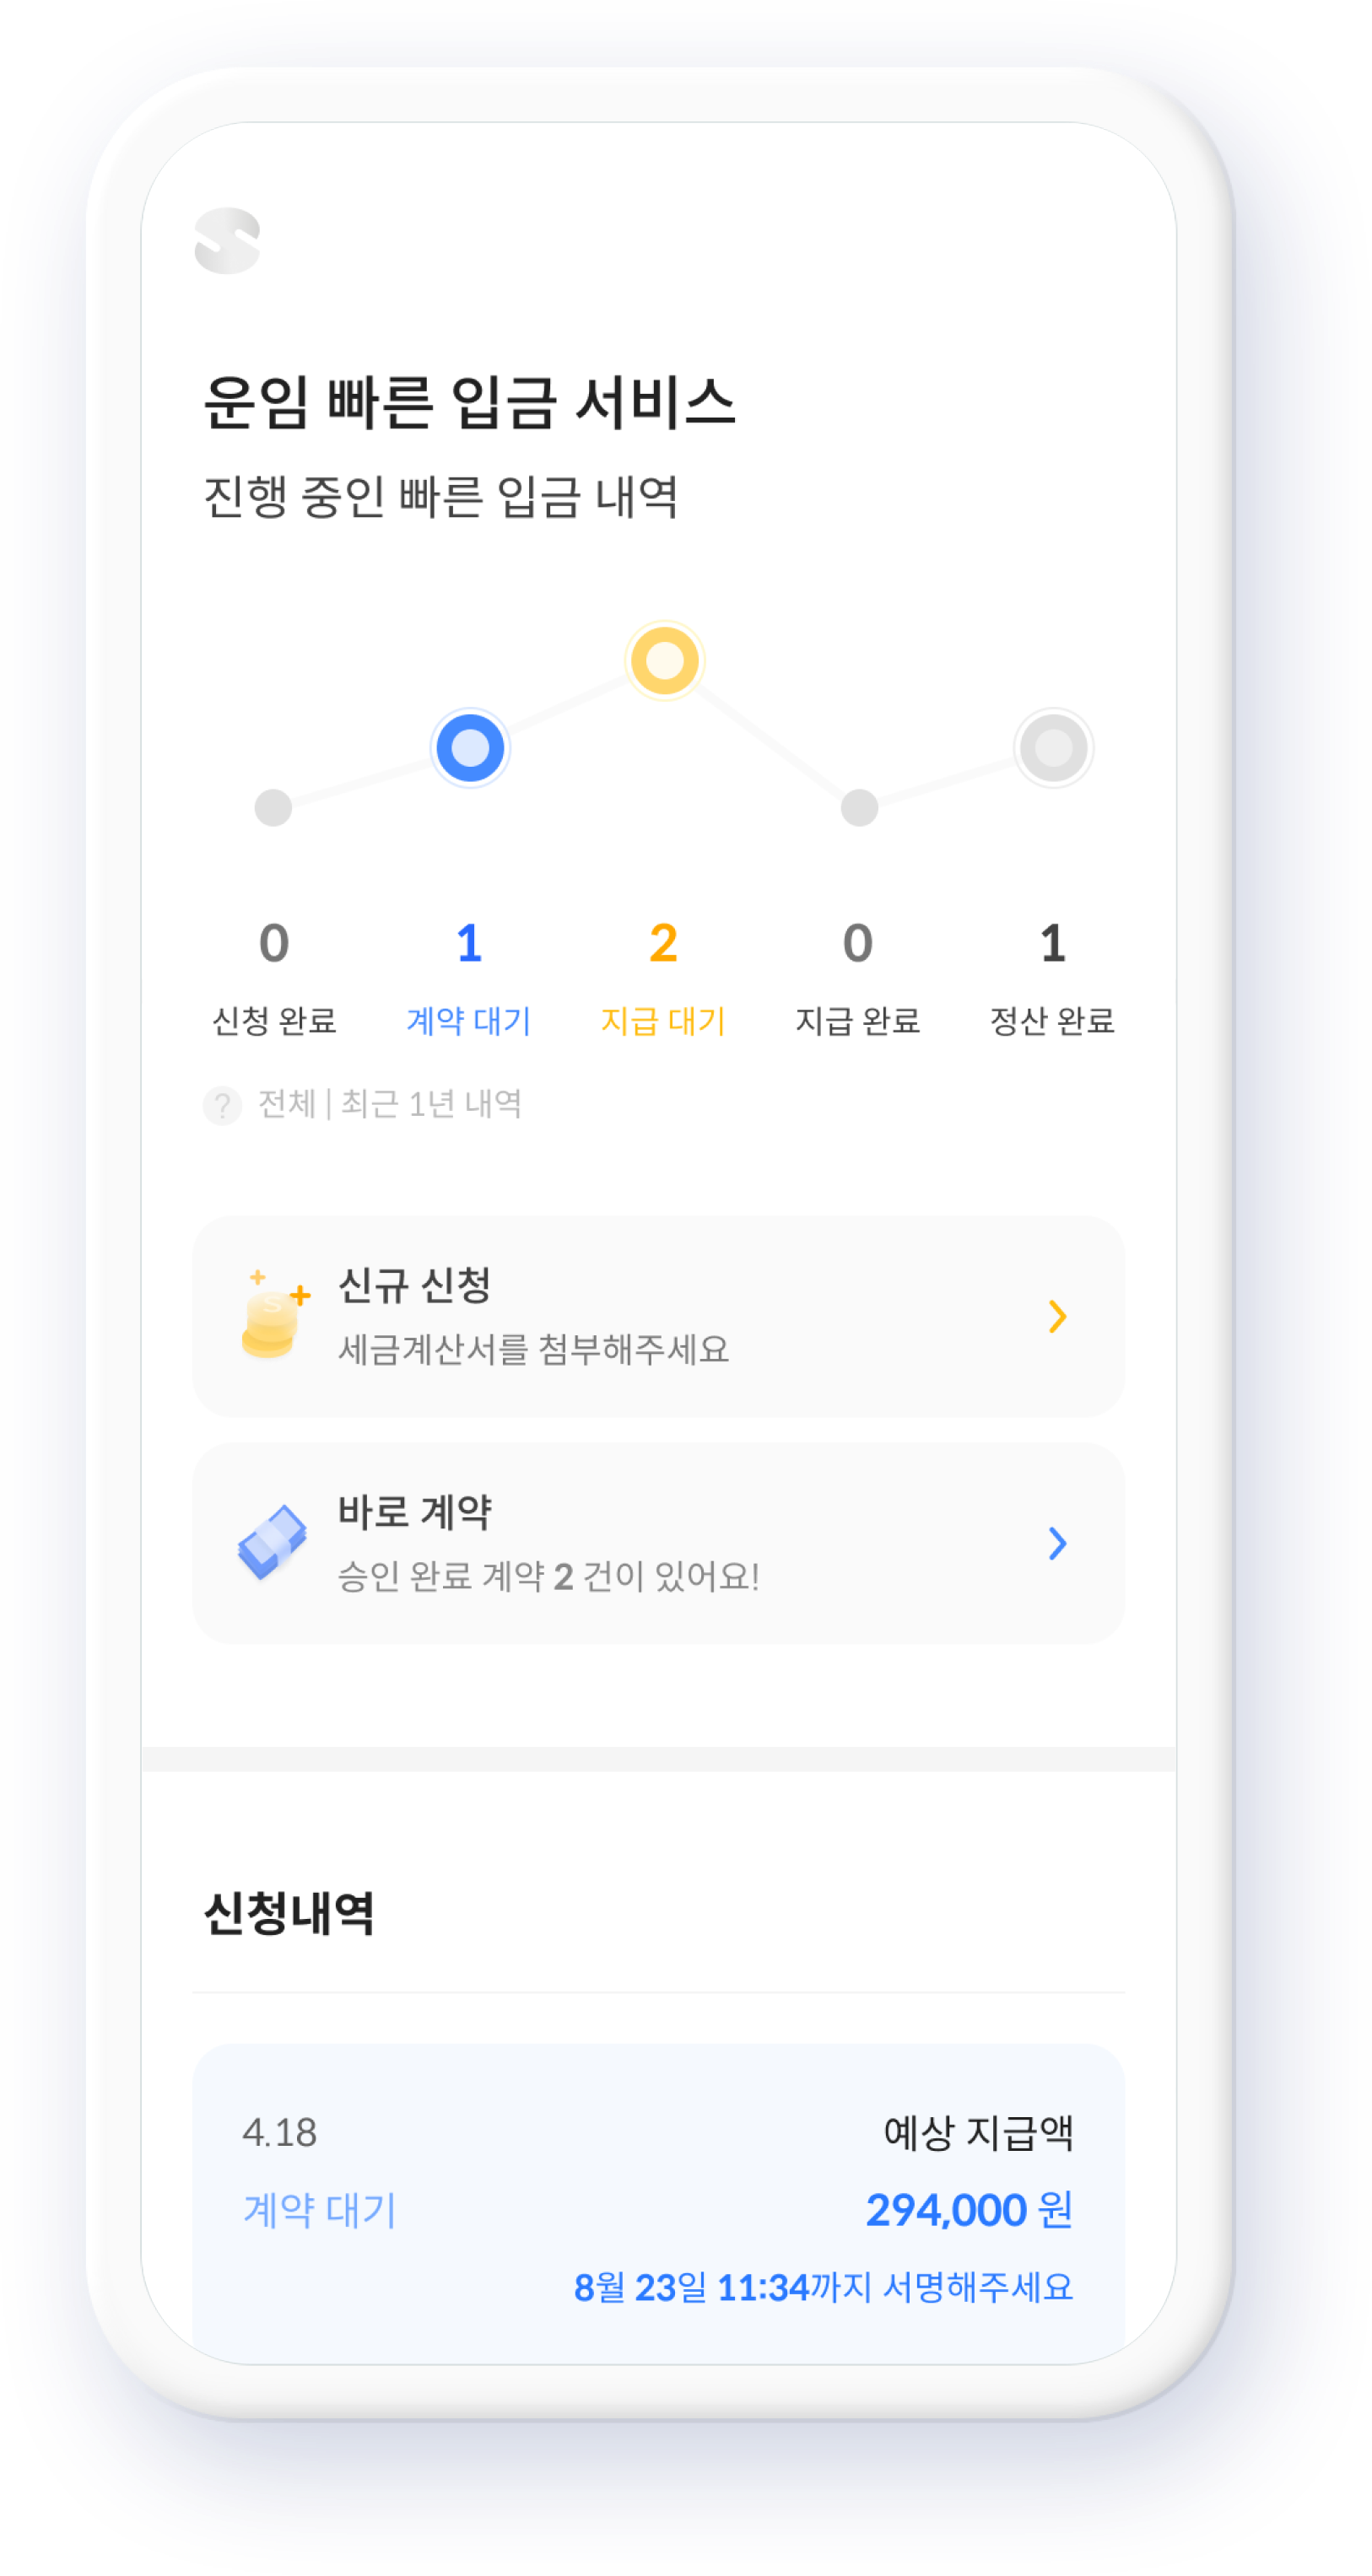 운임 빠른 입금 서비스
진행 중인 빠른 입금 내역
0 1 2 0 1
신청 완료 계약 대기 지급 대기 지급 완료 정산 완료
? 전체 | 최근 1년 내역
신규 신청
세금계산서를 첨부해주세요
바로 계약
승인 완료 계약 2 건이 있어요!
신청내역
4.18 예상 지급액
계약 대기 294,000 원
8월 23일 11:34까지 서명해주세요